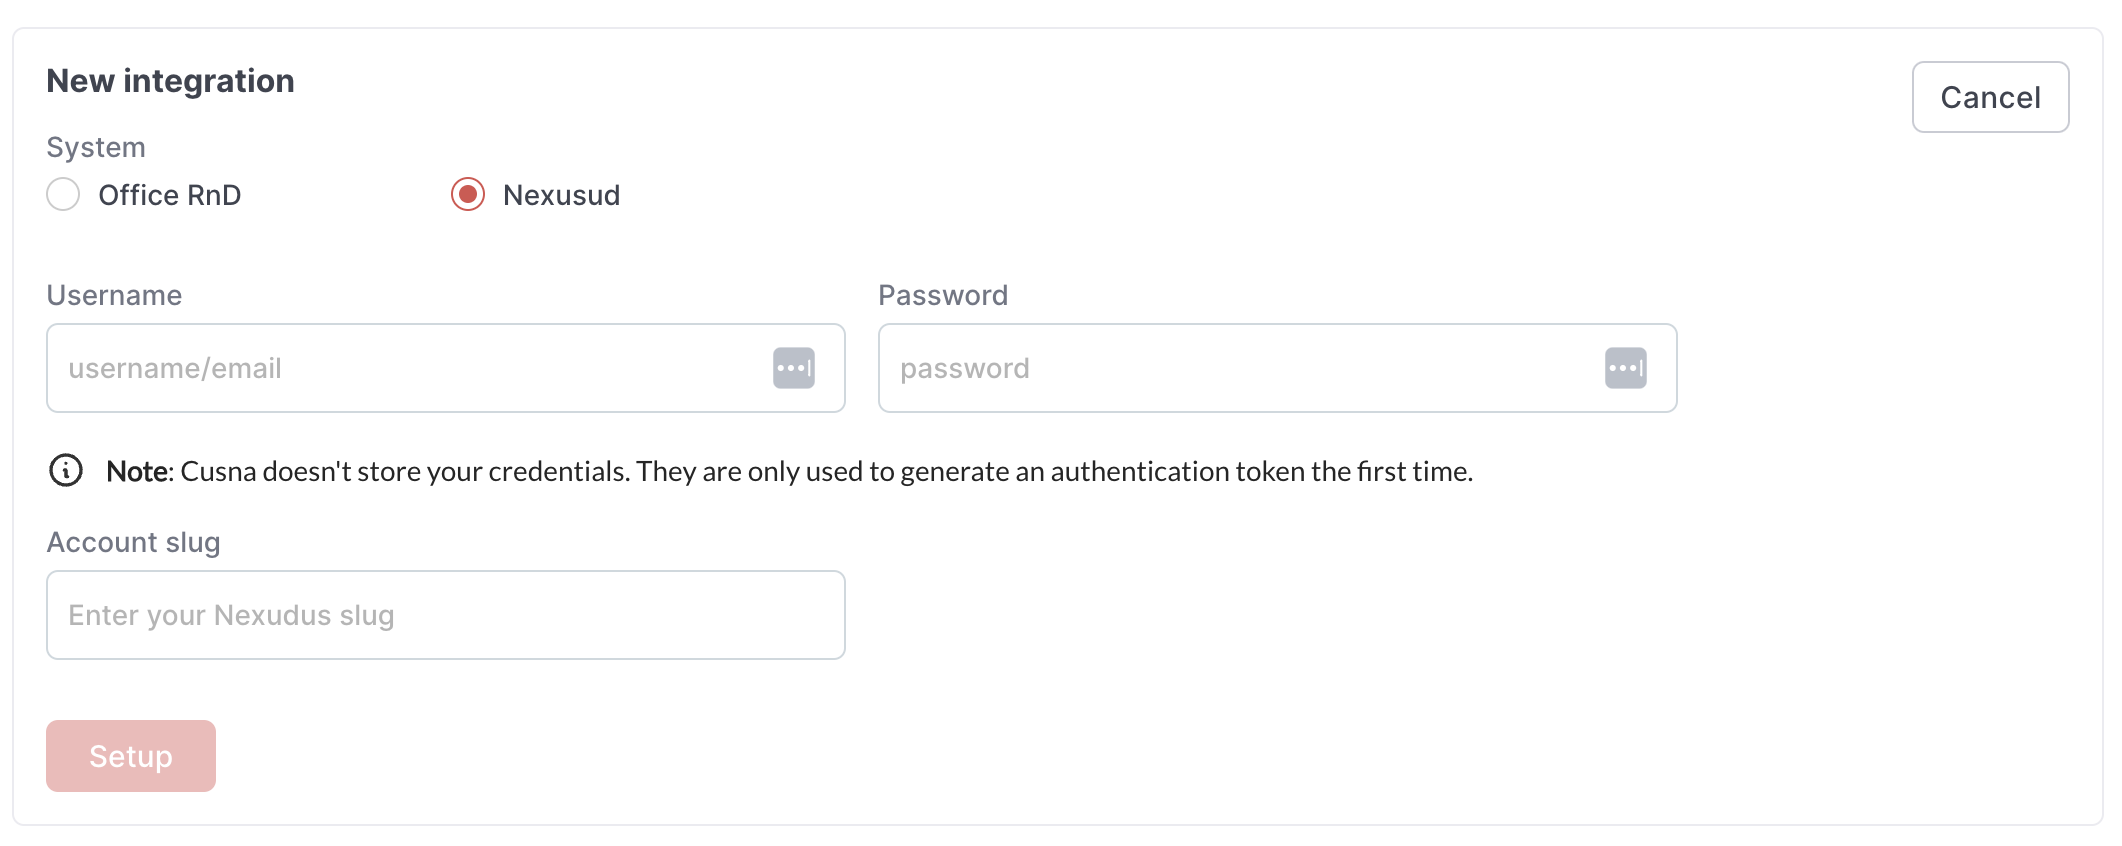 New integration
Cancel
System
Office RnD
Nexusud
Username
Password
username/email
password
Note: Cusna doesn't store your credentials. They are only used to generate an authentication token the first time.
Account slug
Enter your Nexudus slug
Setup